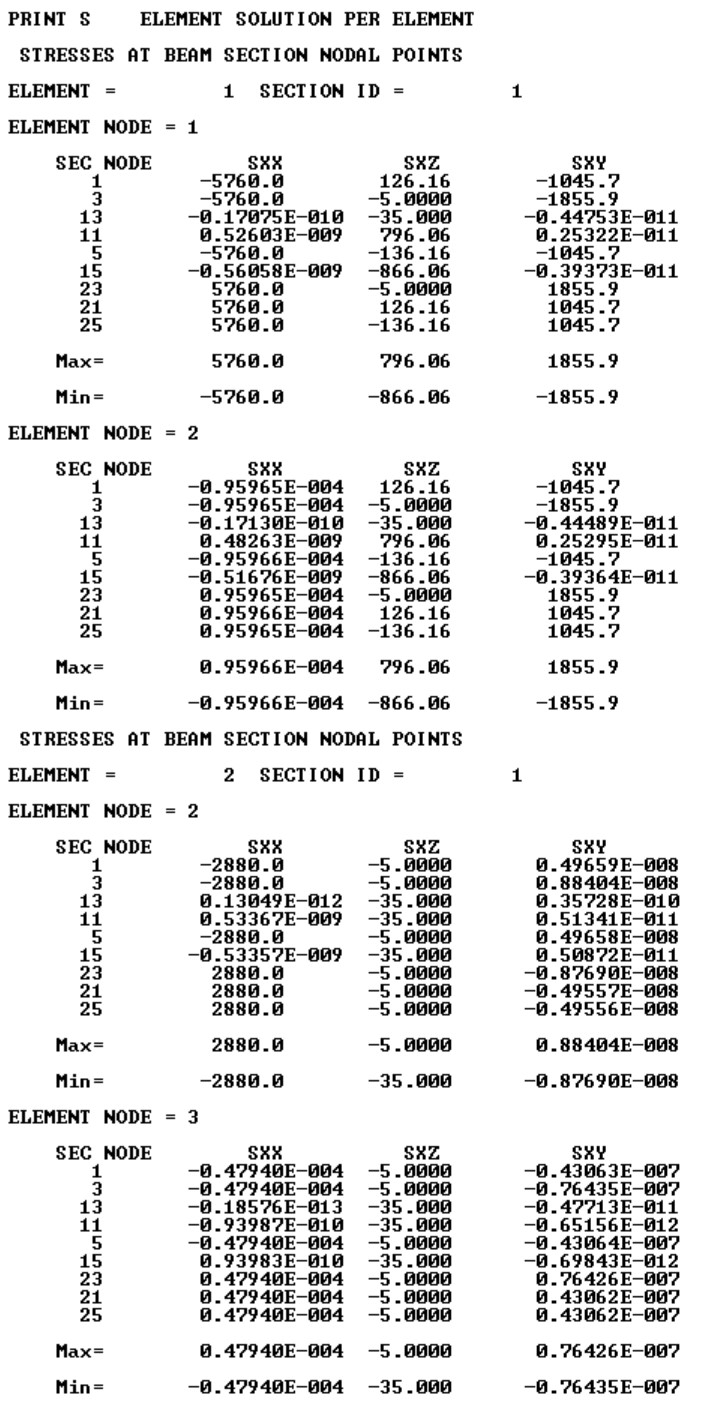 PRINT S     ELEMENT SOLUTION PER ELEMENT
STRESSES AT BEAM SECTION NODAL POINTS
ELEMENT =          1  SECTION ID =          1
ELEMENT NODE = 1
SEC NODE         SXX          SXZ          SXY
1      -5760.0       126.16      -1045.7
3      -5760.0      -5.0000      -1855.9
13     -0.17075E-010  -35.000      -0.44753E-011
11      0.52603E-009   796.06       0.25322E-011
5      -5760.0      -136.16      -1045.7
15     -0.56058E-009  -866.06      -0.39373E-011
23       5760.0      -5.0000       1855.9
21       5760.0       126.16       1045.7
25       5760.0      -136.16       1045.7
Max=       5760.0       796.06       1855.9
Min=      -5760.0      -866.06      -1855.9
ELEMENT NODE = 2
SEC NODE         SXX          SXZ          SXY
1     -0.95965E-004   126.16      -1045.7
3     -0.95965E-004  -5.0000      -1855.9
13     -0.17130E-010  -35.000      -0.44489E-011
11      0.48263E-009   796.06       0.25295E-011
5     -0.95966E-004  -136.16      -1045.7
15     -0.51676E-009  -866.06      -0.39364E-011
23      0.95965E-004  -5.0000       1855.9
21      0.95966E-004   126.16       1045.7
25      0.95965E-004  -136.16       1045.7
Max=      0.95966E-004   796.06       1855.9
Min=     -0.95966E-004  -866.06      -1855.9
STRESSES AT BEAM SECTION NODAL POINTS
ELEMENT =          2  SECTION ID =          1
ELEMENT NODE = 2
SEC NODE         SXX          SXZ          SXY
1      -2880.0      -5.0000       0.49659E-008
3      -2880.0      -5.0000       0.88404E-008
13      0.13049E-012  -35.000       0.35728E-010
11      0.53367E-009  -35.000       0.51341E-011
5      -2880.0      -5.0000       0.49658E-008
15     -0.53357E-009  -35.000       0.50872E-011
23       2880.0      -5.0000      -0.87690E-008
21       2880.0      -5.0000      -0.49557E-008
25       2880.0      -5.0000      -0.49556E-008
Max=       2880.0      -5.0000       0.88404E-008
Min=      -2880.0      -35.000      -0.87690E-008
ELEMENT NODE = 3
SEC NODE         SXX          SXZ          SXY
1     -0.47940E-004  -5.0000      -0.43063E-007
3     -0.47940E-004  -5.0000      -0.76435E-007
13     -0.18576E-013  -35.000      -0.47713E-011
11     -0.93987E-010  -35.000      -0.65156E-012
5     -0.47940E-004  -5.0000      -0.43064E-007
15      0.93983E-010  -35.000      -0.69843E-012
23      0.47940E-004  -5.0000       0.76426E-007
21      0.47940E-004  -5.0000       0.43062E-007
25      0.47940E-004  -5.0000       0.43062E-007
Max=      0.47940E-004  -5.0000       0.76426E-007
Min=     -0.47940E-004  -35.000      -0.76435E-007